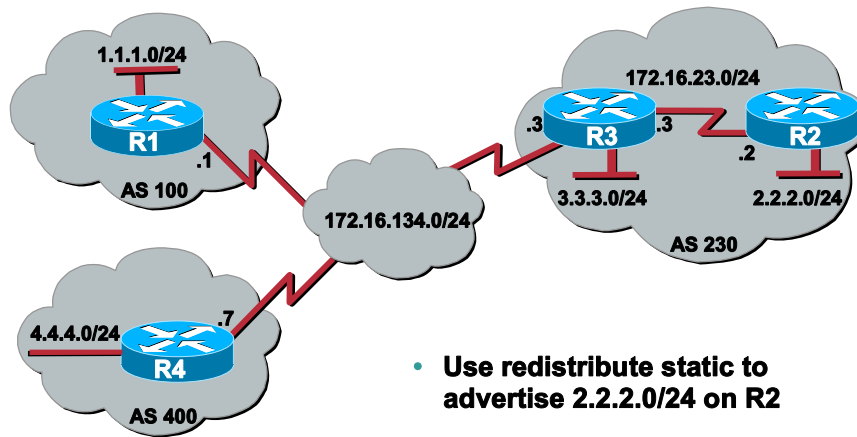 1.1.1.0/24
R1
.1
AS 100
172.16.134.0/24
172.16.23.0/24
.3
R3
.3
R2
.2
3.3.3.0/24
2.2.2.0/24
AS 230
4.4.4.0/24
.7
R4
AS 400
• Use redistribute static to
advertise 2.2.2.0/24 on R2